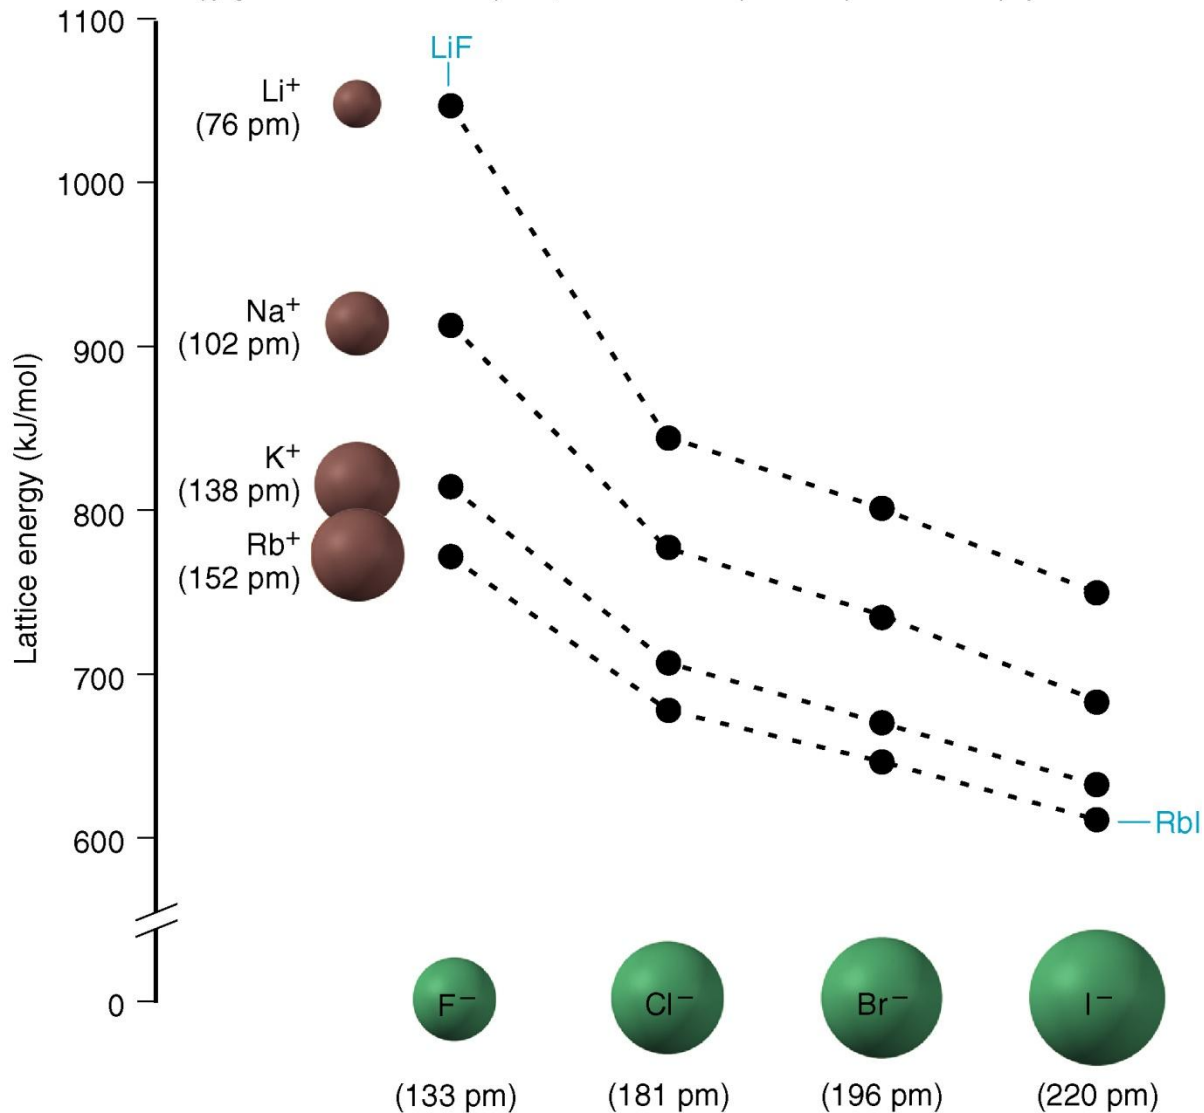 1100
LiF
Li+
(76 pm)
1000
Na+
(102 pm)
900
Lattice energy (kJ/mol)
K+
(138 pm)
800
Rb+
(152 pm)
700
RbI
600
0
F−
Cl−
Br−
I−
(133 pm)
(181 pm)
(196 pm)
(220 pm)